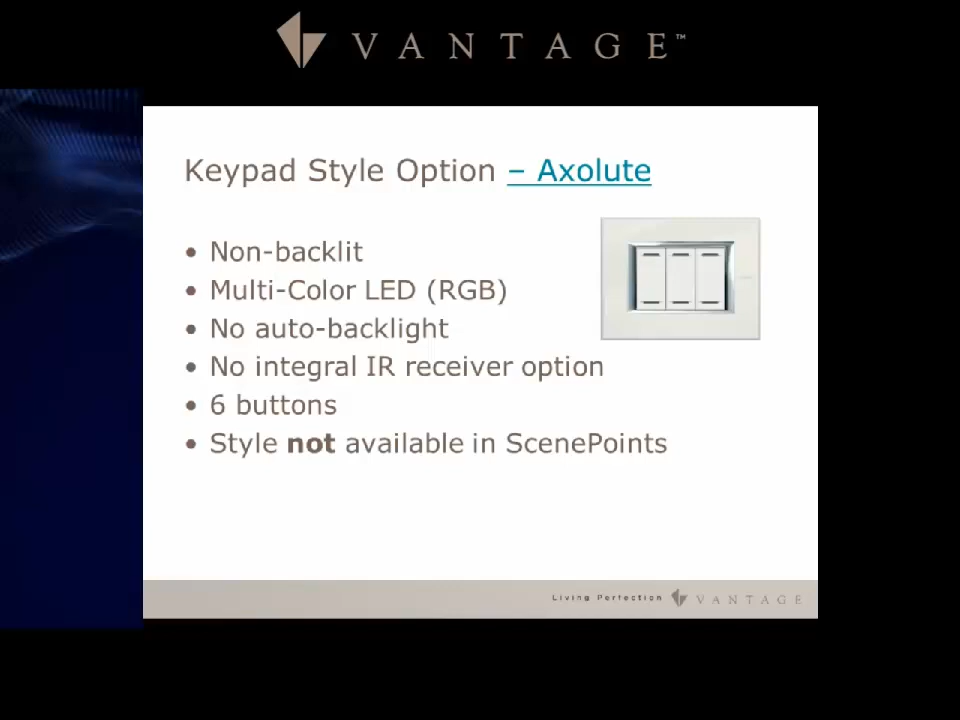 VANTAGE™
Keypad Style Option – Axolute
• Non-backlit
• Multi-Color LED (RGB)
• No auto-backlight
• No integral IR receiver option
• 6 buttons
• Style not available in ScenePoints
Living Perfection VANTAGE